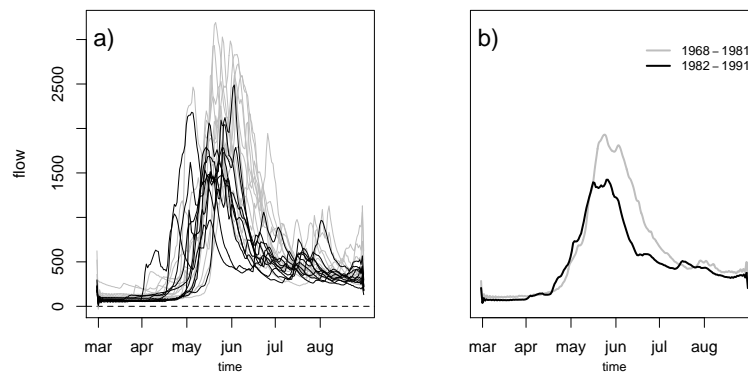 a)
flow
2500
1500
500
0
mar apr may jun jul aug
time
b)
1968 – 1981
1982 – 1991
mar apr may jun jul aug
time